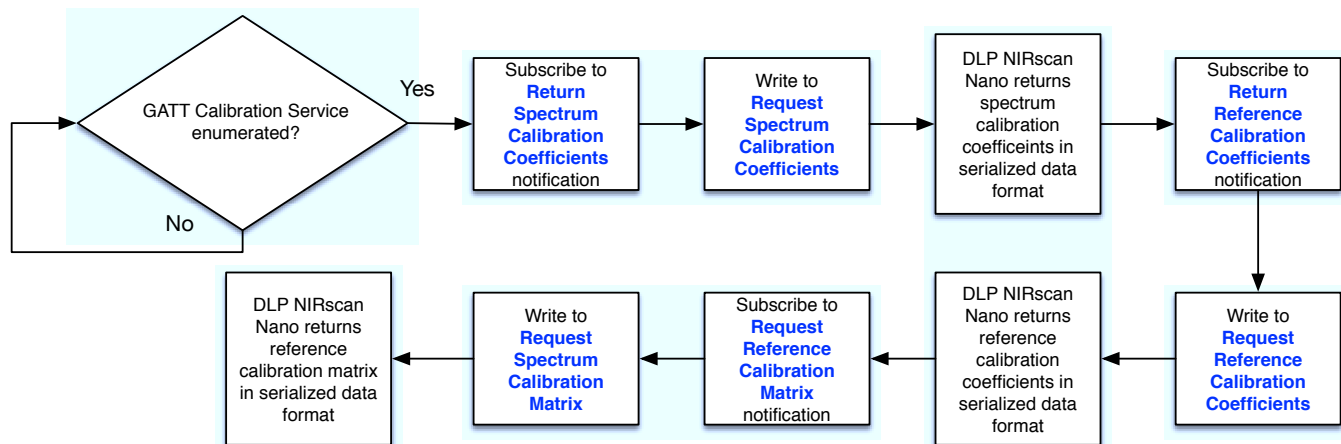 GATT Calibration Service
enumerated?
Yes
No
Subscribe to
Return
Spectrum
Calibration
Coefficients
notification
Write to
Request
Spectrum
Calibration
Coefficients
DLP NIRscan
Nano returns
spectrum
calibration
coefficeints in
serialized data
format
Subscribe to
Return
Reference
Calibration
Coefficients
notification
Write to
Request
Reference
Calibration
Coefficients
DLP NIRscan
Nano returns
reference
calibration
coefficients in
serialized data
format
Subscribe to
Request
Reference
Calibration
Matrix
notification
Write to
Request
Spectrum
Calibration
Matrix
DLP NIRscan
Nano returns
reference
calibration matrix
in serialized data
format